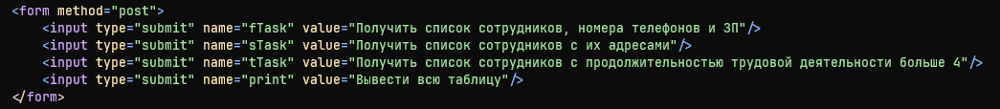 <form method="post">
<input type="submit" name="fTask" value="Получить список сотрудников, номера телефонов и ЗП"/>
<input type="submit" name="sTask" value="Получить список сотрудников с их адресами"/>
<input type="submit" name="tTask" value="Получить список сотрудников с продолжительностью трудовой деятельности больше 4"/>
<input type="submit" name="print" value="Вывести всю таблицу"/>
</form>